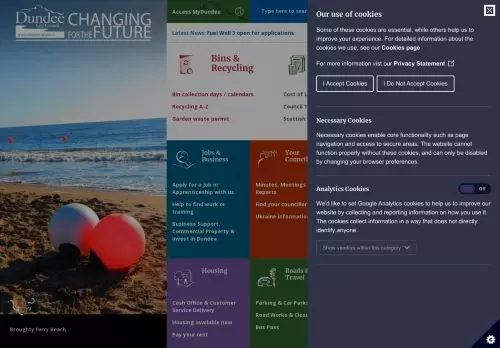 Dundee
CHANGING
FOR THE FUTURE
Access MyDundee
Type here to sear
Latest News: Fuel Well 3 open for applications
Bins &
Recycling
Bin collection days / calendars
Recycling A-Z
Garden waste permit
Cost of L
Council T
Scottish
Jobs &
Business
Apply for a job or
Apprenticeship with us
Help to find work or
training
Business Support,
Commercial Property &
Invest in Dundee
Your
Council
Minutes, Meetings
Reports
Find your councillor
Ukraine information
Housing
Cash Office & Customer
Service Delivery
Housing available now
Pay your rent
Roads &
Travel
Parking & Car Parks
Road Works & Closu
Bus Pass
Broughty Ferry Beach
Our use of cookies
Some of these cookies are essential, while others help us to
improve your experience. For detailed information about the
cookies we use, see our Cookies page
For more information vist our Privacy Statement
I Accept Cookies
I Do Not Accept Cookies
Necessary Cookies
Necessary cookies enable core functionality such as page
navigation and access to secure areas. The website cannot
function properly without these cookies, and can only be disabled
by changing your browser preferences.
Analytics Cookies
Off
We'd like to set Google Analytics cookies to help us to improve our
website by collecting and reporting information on how you use it.
The cookies collect information in a way that does not directly
identify anyone.
Show vendors within this category